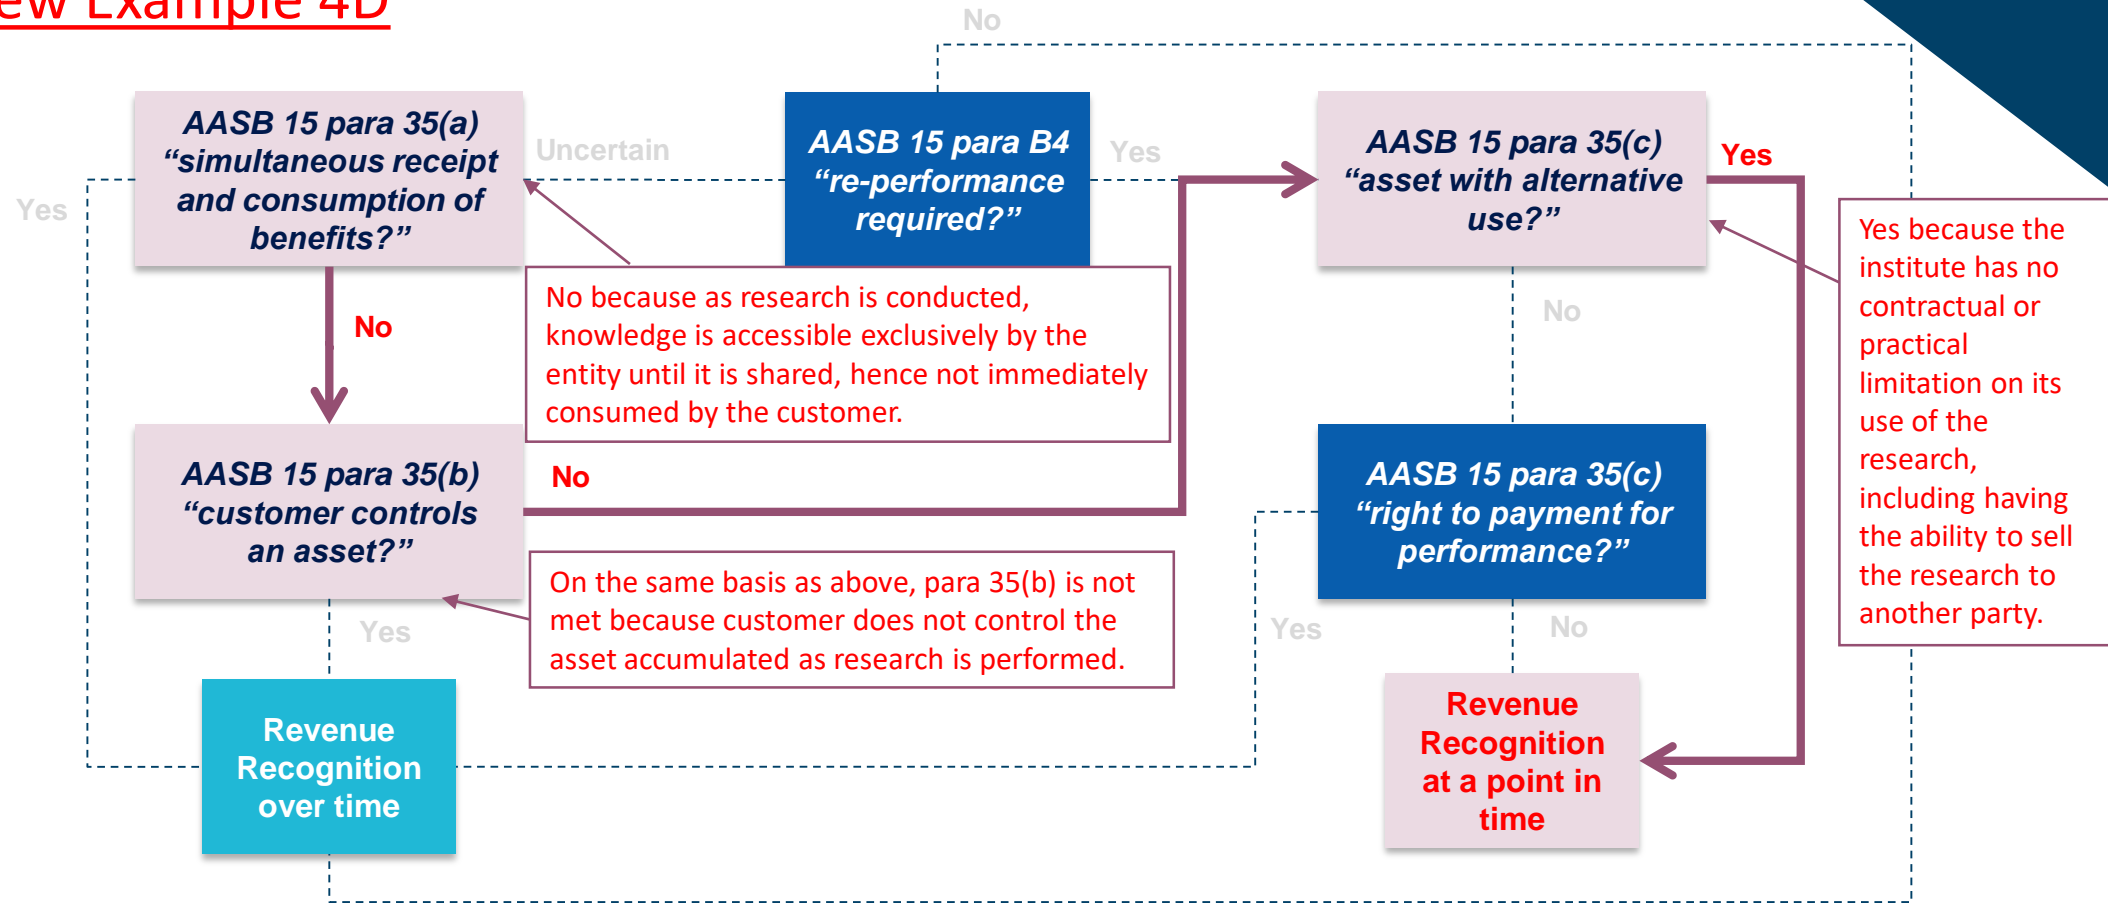 ew Example 4D
No
AASB 15 para 35(a)
“simultaneous receipt
and consumption of
benefits?”
Uncertain
AASB 15 para B4
“re-performance
required?”
Yes
AASB 15 para 35(c)
“asset with alternative
use?”
Yes
Yes
No because as research is conducted,
knowledge is accessible exclusively by the
entity until it is shared, hence not immediately
consumed by the customer.
Yes because the
institute has no
contractual or
practical
limitation on its
use of the
research,
including having
the ability to sell
the research to
another party.
No
No
AASB 15 para 35(b)
“customer controls
an asset?”
No
AASB 15 para 35(c)
“right to payment for
performance?”
On the same basis as above, para 35(b) is not
met because customer does not control the
asset accumulated as research is performed.
Yes
Yes
No
Revenue
Recognition
over time
Revenue
Recognition
at a point in
time